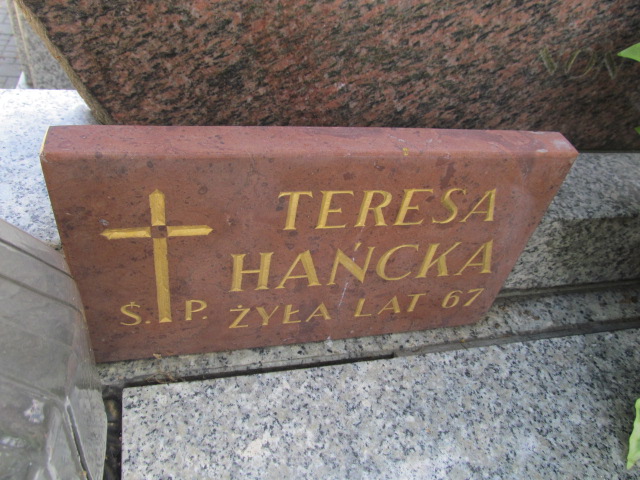 TERESA
HAŃCKA
Ś. P. ŻYŁA LAT 67